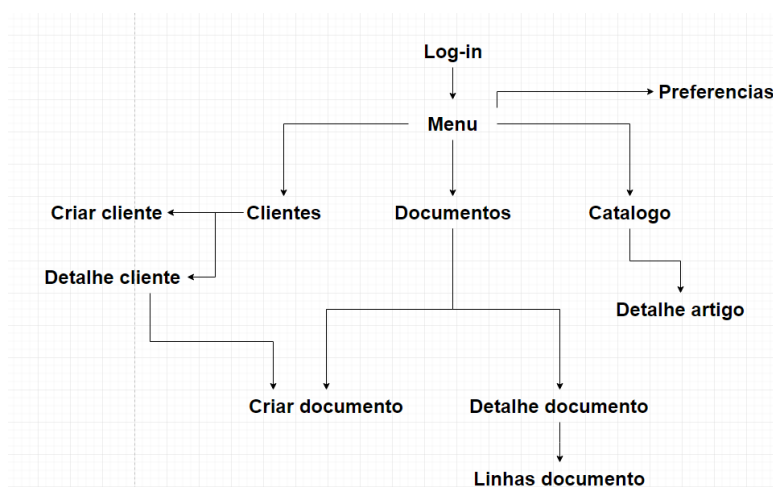 Log-in
Preferencias
Menu
Criar cliente
Clientes
Documentos
Catalogo
Detalhe cliente
Detalhe artigo
Criar documento
Detalhe documento
Linhas documento